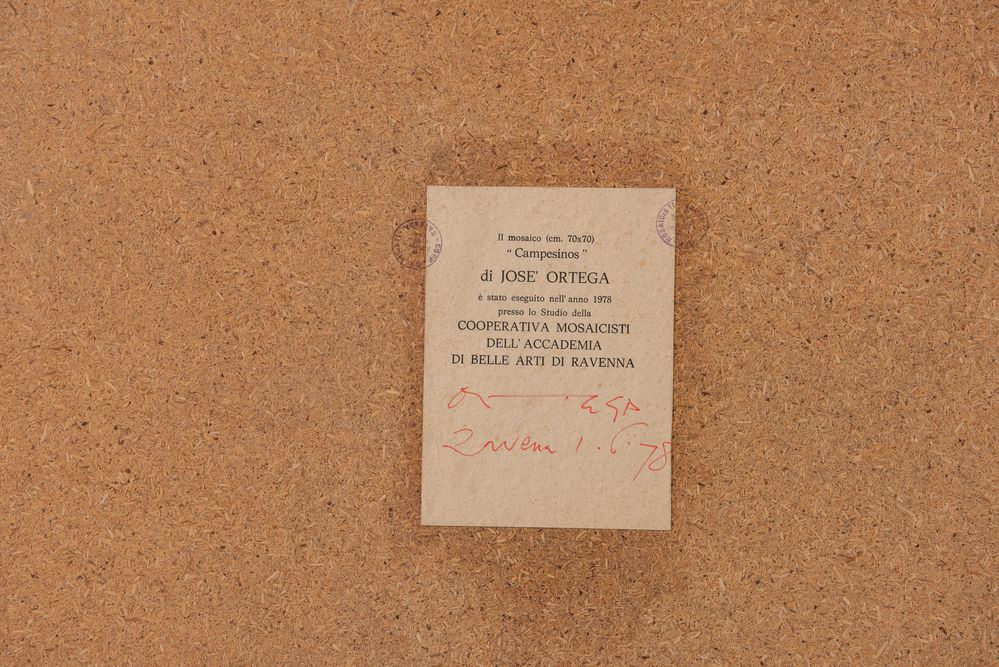 Il mosaico (cm. 70x70)
“Campesinos”
di JOSE' ORTEGA
è stato eseguito nell'anno 1978
presso lo Studio della
COOPERATIVA MOSAICISTI
DELL'ACCADEMIA
DI BELLE ARTI DI RAVENNA
Ravena 1.6.78